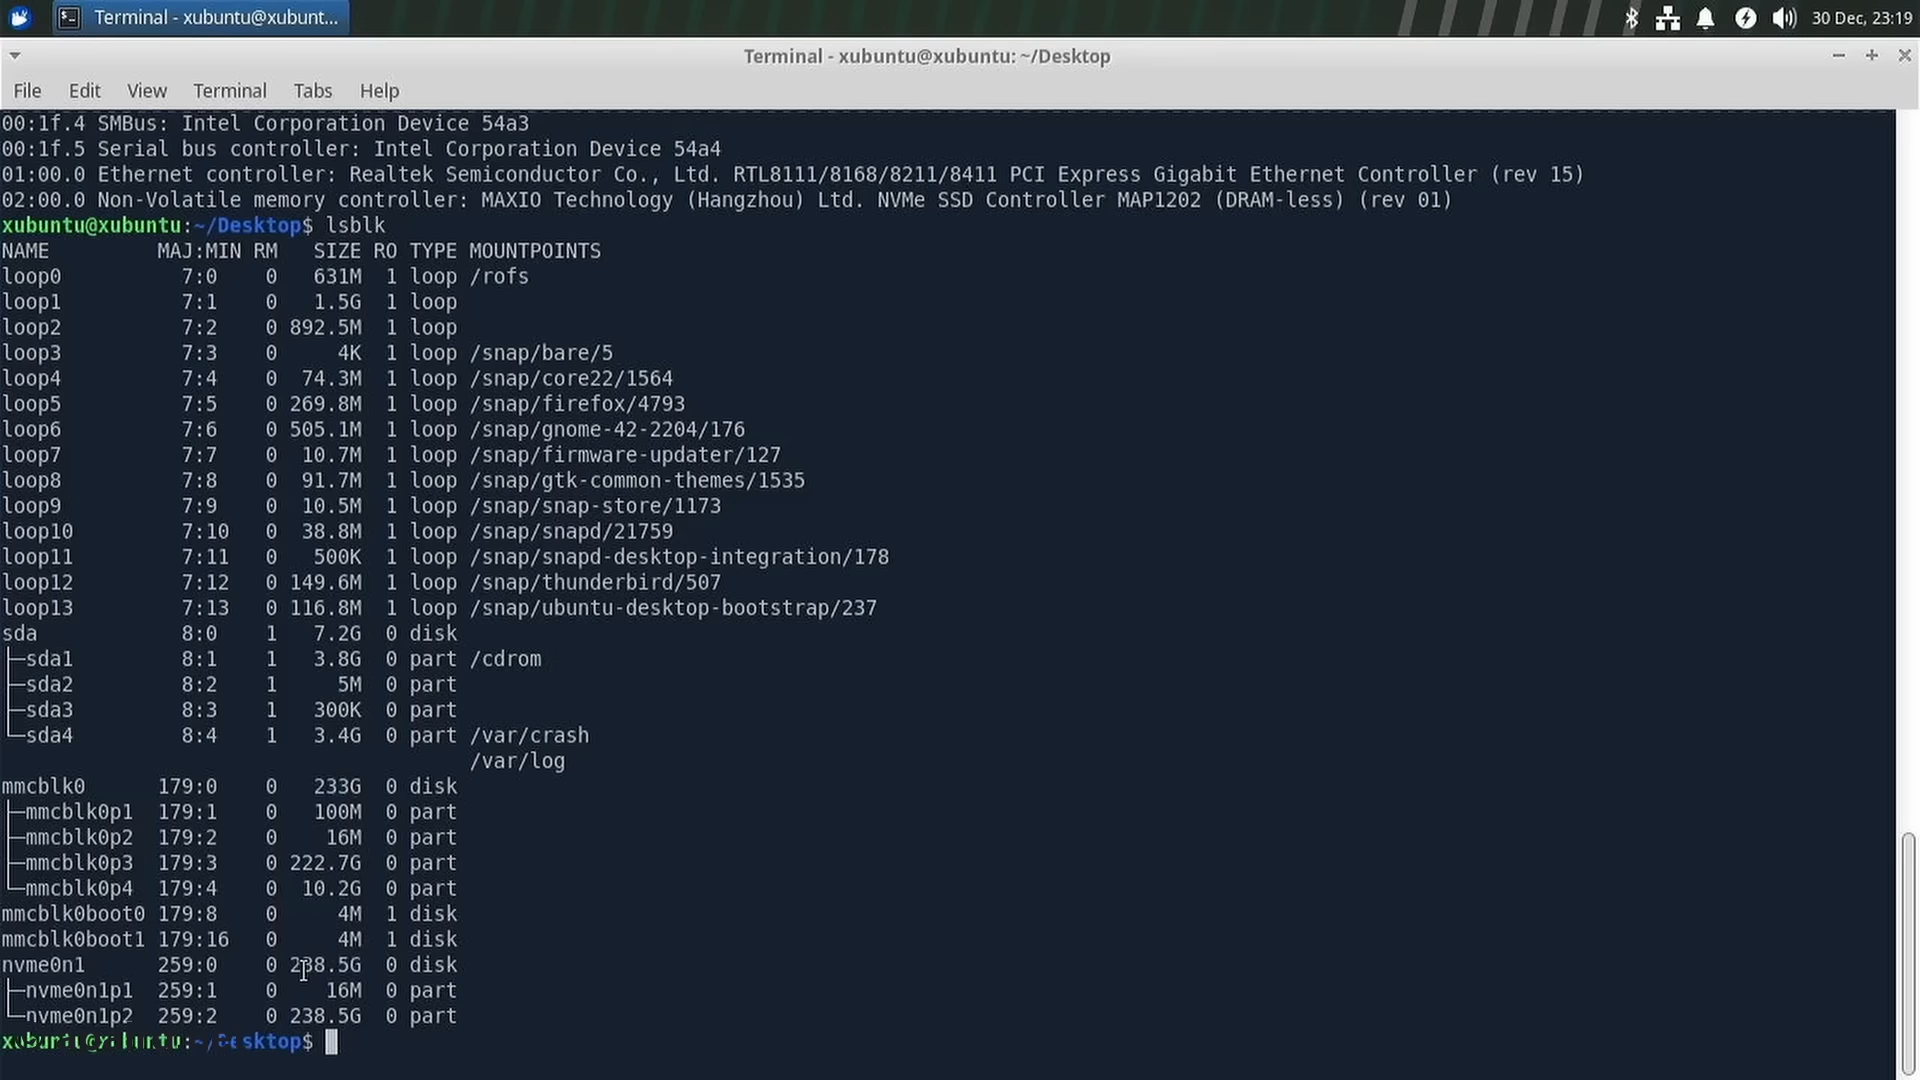 Terminal - xubuntu@xubunt...
30 Dec, 23:19
Terminal - xubuntu@xubuntu: ~/Desktop
File Edit View Terminal Tabs Help
00:1f.4 SMBus: Intel Corporation Device 54a3
00:1f.5 Serial bus controller: Intel Corporation Device 54a4
01:00.0 Ethernet controller: Realtek Semiconductor Co., Ltd. RTL8111/8168/8211/8411 PCI Express Gigabit Ethernet Controller (rev 15)
02:00.0 Non-Volatile memory controller: MAXIO Technology (Hangzhou) Ltd. NVMe SSD Controller MAP1202 (DRAM-less) (rev 01)
xubuntu@xubuntu:~/Desktop$ lsblk
NAME         MAJ:MIN RM   SIZE RO TYPE MOUNTPOINTS
loop0          7:0    0   631M  1 loop /rofs
loop1          7:1    0   1.5G  1 loop
loop2          7:2    0 892.5M  1 loop
loop3          7:3    0     4K  1 loop /snap/bare/5
loop4          7:4    0  74.3M  1 loop /snap/core22/1564
loop5          7:5    0 269.8M  1 loop /snap/firefox/4793
loop6          7:6    0 505.1M  1 loop /snap/gnome-42-2204/176
loop7          7:7    0  10.7M  1 loop /snap/firmware-updater/127
loop8          7:8    0  91.7M  1 loop /snap/gtk-common-themes/1535
loop9          7:9    0  10.5M  1 loop /snap/snap-store/1173
loop10         7:10   0  38.8M  1 loop /snap/snapd/21759
loop11         7:11   0   500K  1 loop /snap/snapd-desktop-integration/178
loop12         7:12   0 149.6M  1 loop /snap/thunderbird/507
loop13         7:13   0 116.8M  1 loop /snap/ubuntu-desktop-bootstrap/237
sda            8:0    1   7.2G  0 disk
├─sda1         8:1    1   3.8G  0 part /cdrom
├─sda2         8:2    1     5M  0 part
├─sda3         8:3    1   300K  0 part
└─sda4         8:4    1   3.4G  0 part /var/crash
                                       /var/log
mmcblk0      179:0    0   233G  0 disk
├─mmcblk0p1  179:1    0   100M  0 part
├─mmcblk0p2  179:2    0    16M  0 part
├─mmcblk0p3  179:3    0 222.7G  0 part
└─mmcblk0p4  179:4    0  10.2G  0 part
mmcblk0boot0 179:8    0     4M  1 disk
mmcblk0boot1 179:16   0     4M  1 disk
nvme0n1      259:0    0 238.5G  0 disk
├─nvme0n1p1  259:1    0    16M  0 part
└─nvme0n1p2  259:2    0 238.5G  0 part
xubuntu@xubuntu:~/Desktop$